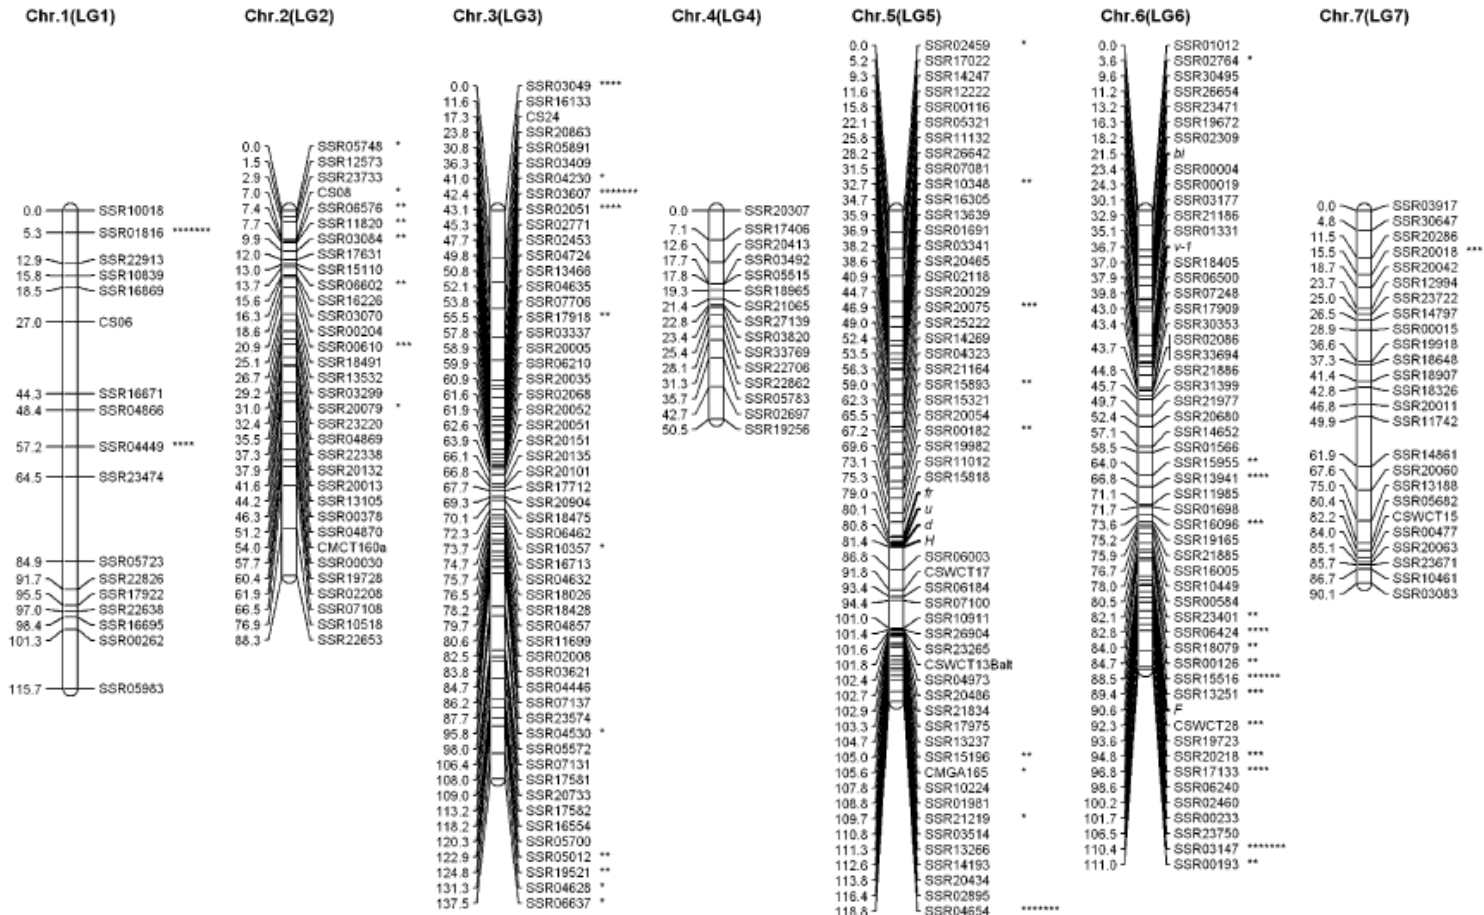 Chr.1(LG1)
0.0 SSR10018
5.3 SSR01816 *******
12.9 SSR22913
15.8 SSR10839
18.5 SSR16869
27.0 CS06
44.3 SSR16671
48.4 SSR04866
57.2 SSR04449 ****
64.5 SSR23474
84.9 SSR05723
91.7 SSR22826
95.5 SSR17922
97.0 SSR22638
98.4 SSR16695
101.3 SSR00262
115.7 SSR05983
Chr.2(LG2)
0.0 SSR05748 *
1.5 SSR12573
2.9 SSR23733
7.0 CS08 *
7.4 SSR06576 **
7.7 SSR11820 **
9.9 SSR03084 **
12.0 SSR17631
13.0 SSR15110
13.7 SSR06602 **
15.6 SSR16226
16.3 SSR03070
18.6 SSR00204
20.9 SSR00610 ***
25.1 SSR18491
26.7 SSR13532
29.2 SSR03299
31.0 SSR20079 *
32.4 SSR23220
35.5 SSR04869
37.3 SSR22338
37.9 SSR20132
41.6 SSR20013
44.2 SSR13105
46.3 SSR00378
51.2 SSR04870
54.0 CMCT160a
57.7 SSR00030
60.4 SSR19728
61.9 SSR02208
66.5 SSR07108
76.9 SSR10518
88.3 SSR22653
Chr.3(LG3)
0.0 SSR03049 ****
11.6 SSR16133
17.3 CS24
23.8 SSR20863
30.8 SSR05891
36.3 SSR03409
41.0 SSR04230 *
42.4 SSR03607 *******
43.1 SSR02051 ****
45.3 SSR02771
47.7 SSR02453
49.8 SSR04724
50.8 SSR13466
52.1 SSR04635
53.8 SSR07706
55.5 SSR17918 **
57.8 SSR03337
58.9 SSR20005
59.9 SSR06210
60.9 SSR20035
61.6 SSR02068
61.9 SSR20052
62.6 SSR20051
63.9 SSR20151
66.1 SSR20135
66.8 SSR20101
67.7 SSR17712
69.3 SSR20904
70.1 SSR18475
72.3 SSR06462
73.7 SSR10357 *
74.7 SSR16713
75.7 SSR04632
76.5 SSR18026
78.2 SSR18428
79.7 SSR04857
80.6 SSR11699
82.5 SSR02008
83.8 SSR03621
84.7 SSR04446
86.2 SSR07137
87.7 SSR23574
95.8 SSR04530 *
98.0 SSR05572
106.4 SSR07131
108.0 SSR17581
109.0 SSR20733
113.2 SSR17582
118.2 SSR16554
120.3 SSR05700
122.9 SSR05012 **
124.8 SSR19521 **
131.3 SSR04628 *
137.5 SSR06637 *
Chr.4(LG4)
0.0 SSR20307
7.1 SSR17406
12.6 SSR20413
17.7 SSR03492
17.8 SSR05515
19.3 SSR18965
21.4 SSR21065
22.8 SSR27139
23.4 SSR03820
25.4 SSR33769
28.1 SSR22706
31.3 SSR22862
35.7 SSR05783
42.7 SSR02697
50.5 SSR19256
Chr.5(LG5)
0.0 SSR02459 *
5.2 SSR17022
9.3 SSR14247
11.6 SSR12222
15.8 SSR00116
22.1 SSR05321
25.8 SSR11132
28.2 SSR26642
31.5 SSR07081
32.7 SSR10348 **
34.7 SSR16305
35.9 SSR13639
36.9 SSR01691
38.2 SSR03341
38.6 SSR20465
40.9 SSR02118
44.7 SSR20029
46.9 SSR20075 ***
49.0 SSR25222
52.4 SSR14269
53.5 SSR04323
56.3 SSR21164
59.0 SSR15893 **
62.3 SSR15321
65.5 SSR20054
67.2 SSR00182 **
69.6 SSR19982
73.1 SSR11012
75.3 SSR15818
79.0 fr
80.1 u
80.8 d
81.4 H
86.8 SSR06003
91.8 CSWCT17
93.4 SSR06184
94.4 SSR07100
101.0 SSR10911
101.4 SSR26904
101.6 SSR23265
101.8 CSWCT13Balt
102.4 SSR04973
102.7 SSR20486
102.9 SSR21834
103.3 SSR17975
104.7 SSR13237
105.0 SSR15196 **
105.6 CMGA165 *
107.8 SSR10224
108.8 SSR01981
109.7 SSR21219 *
110.8 SSR03514
111.3 SSR13266
112.6 SSR14193
113.8 SSR20434
116.4 SSR02895
118.8 SSR04654 *******
Chr.6(LG6)
0.0 SSR01012
3.6 SSR02764 *
9.6 SSR30495
11.2 SSR26654
13.2 SSR23471
16.3 SSR19672
18.2 SSR02309
21.5 bl
23.4 SSR00004
24.3 SSR00019
30.1 SSR03177
32.9 SSR21186
35.1 SSR01331
36.7 v-1
37.0 SSR18405
37.9 SSR06500
39.8 SSR07248
43.0 SSR17909
43.4 SSR30353
43.7 SSR02086
SSR33694
44.8 SSR21886
45.7 SSR31399
49.7 SSR21977
52.4 SSR20680
57.1 SSR14652
58.5 SSR01566
64.0 SSR15955 **
66.8 SSR13941 ****
71.1 SSR11985
71.7 SSR01698
73.6 SSR16096 ***
75.2 SSR19165
75.9 SSR21885
76.7 SSR16005
78.0 SSR10449
80.5 SSR00584
82.1 SSR23401 **
82.8 SSR06424 ****
84.0 SSR18079 **
84.7 SSR00126 **
88.5 SSR15516 ******
89.4 SSR13251 ***
90.6 F
92.3 CSWCT28 ***
93.6 SSR19723
94.8 SSR20218 ***
96.8 SSR17133 ****
98.6 SSR06240
100.2 SSR02460
101.7 SSR00233
106.5 SSR23750
110.4 SSR03147 *******
111.0 SSR00193 **
Chr.7(LG7)
0.0 SSR03917
4.8 SSR30647
11.5 SSR20286
15.5 SSR20018 ***
18.7 SSR20042
23.7 SSR12994
25.0 SSR23722
26.5 SSR14797
28.9 SSR00015
36.6 SSR19918
37.3 SSR18648
41.4 SSR18907
42.8 SSR18326
46.8 SSR20011
49.9 SSR11742
61.9 SSR14861
67.6 SSR20060
75.0 SSR13188
80.4 SSR05682
82.2 CSWCT15
84.0 SSR00477
85.1 SSR20063
85.7 SSR23671
86.7 SSR10461
90.1 SSR03083